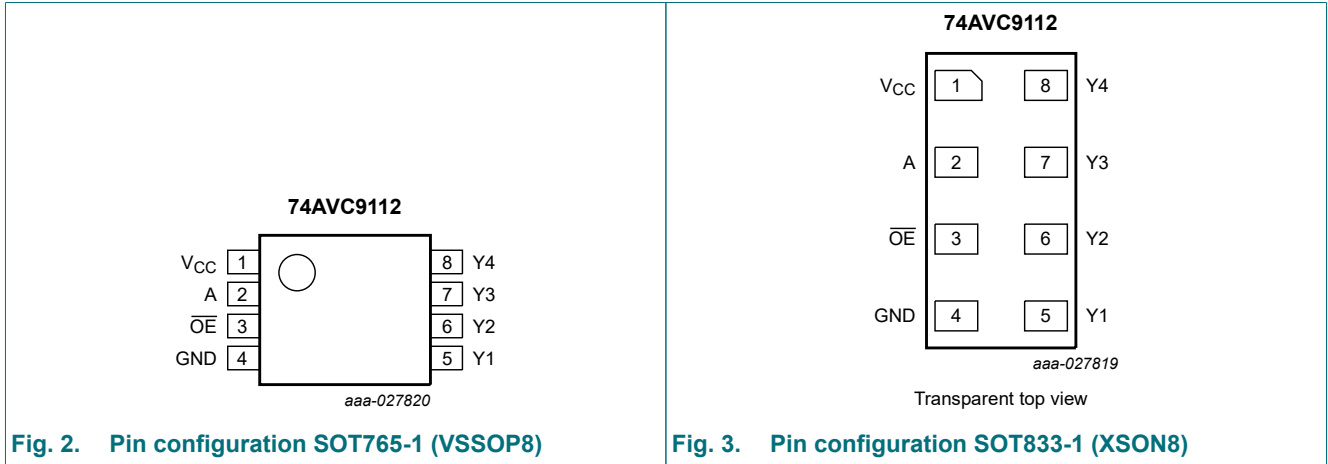 74AVC9112
VCC 1 8 Y4
A 2 7 Y3
OE 3 6 Y2
GND 4 5 Y1
aaa-027820
Fig. 2. Pin configuration SOT765-1 (VSSOP8)
74AVC9112
VCC 1 8 Y4
A 2 7 Y3
OE 3 6 Y2
GND 4 5 Y1
aaa-027819
Transparent top view
Fig. 3. Pin configuration SOT833-1 (XSON8)